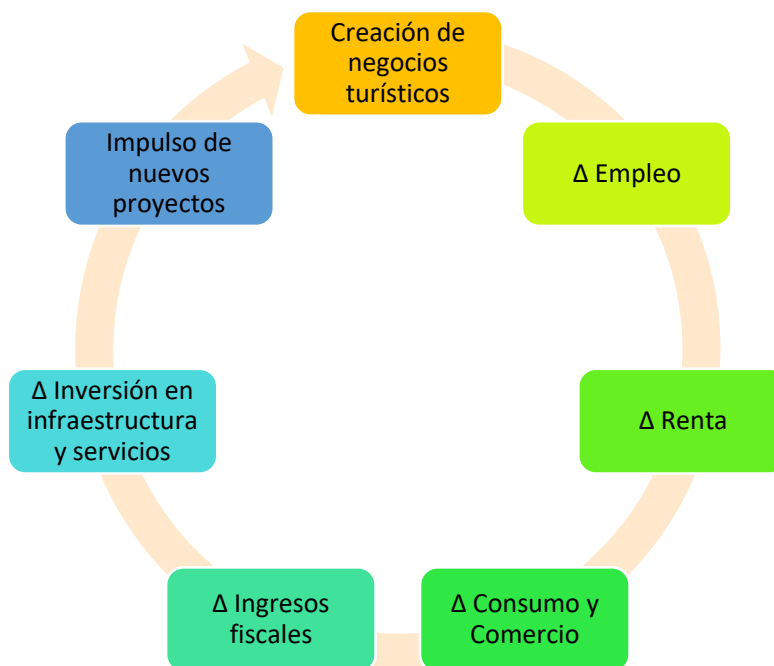 Creación de
negocios
turísticos
Δ Empleo
Δ Renta
Δ Consumo y
Comercio
Δ Ingresos
fiscales
Δ Inversión en
infraestructura
y servicios
Impulso de
nuevos
proyectos